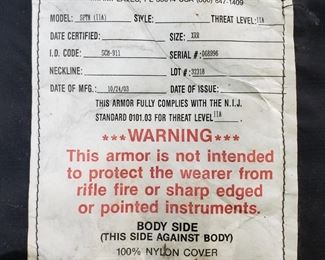 MODEL: SPTN (IIA) STYLE: THREAT LEVEL: IIA
DATE CERTIFIED: SIZE: XRR
I.D. CODE: SCM-911 SERIAL #: 068996
NECKLINE: LOT #: 32318
DATE OF MFG.: 10/24/03 DATE OF ISSUE:
THIS ARMOR FULLY COMPLIES WITH THE N.I.J.
STANDARD 0101.03 FOR THREAT LEVEL IIA
***WARNING***
This armor is not intended
to protect the wearer from
rifle fire or sharp edged
or pointed instruments.
BODY SIDE
(THIS SIDE AGAINST BODY)
100% NYLON COVER